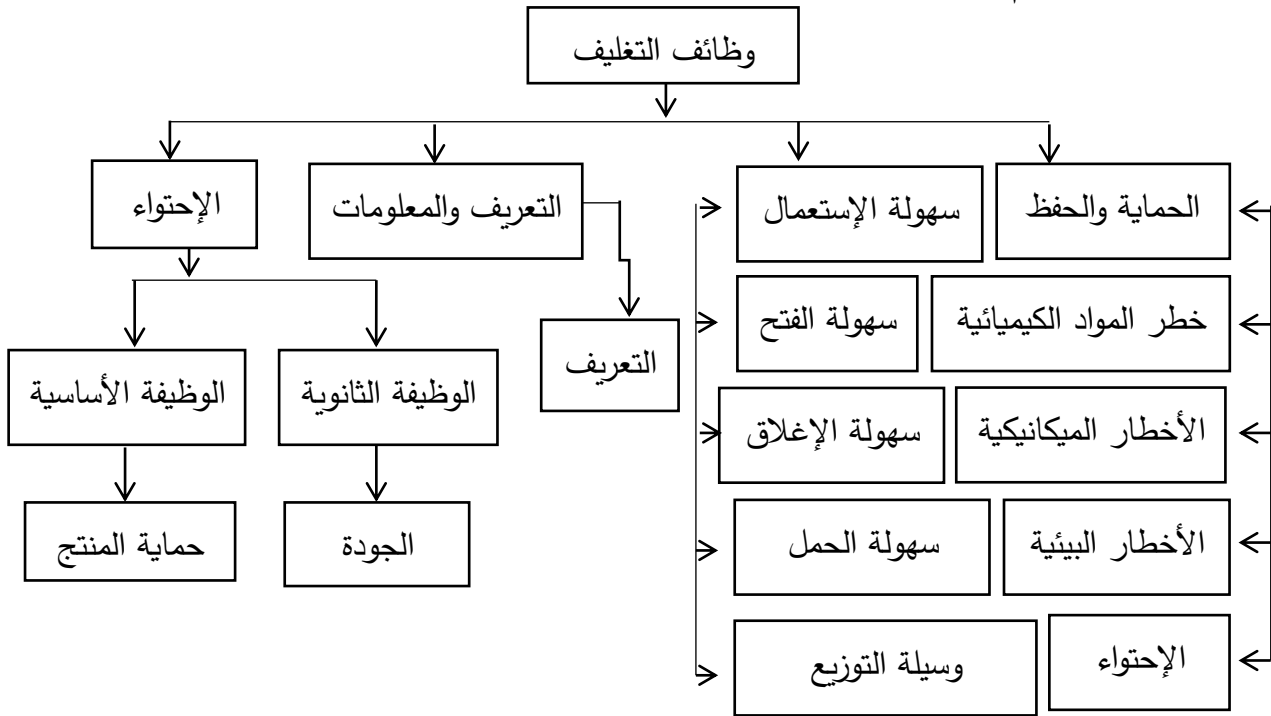 وظائف التغليف
الحماية والحفظ
سهولة الإستعمال
التعريف والمعلومات
الإحتواء
خطر المواد الكيميائية
سهولة الفتح
التعريف
الوظيفة الثانوية
الوظيفة الأساسية
الأخطار الميكانيكية
سهولة الإغلاق
الأخطار البيئية
سهولة الحمل
الجودة
حماية المنتج
الإحتواء
وسيلة التوزيع